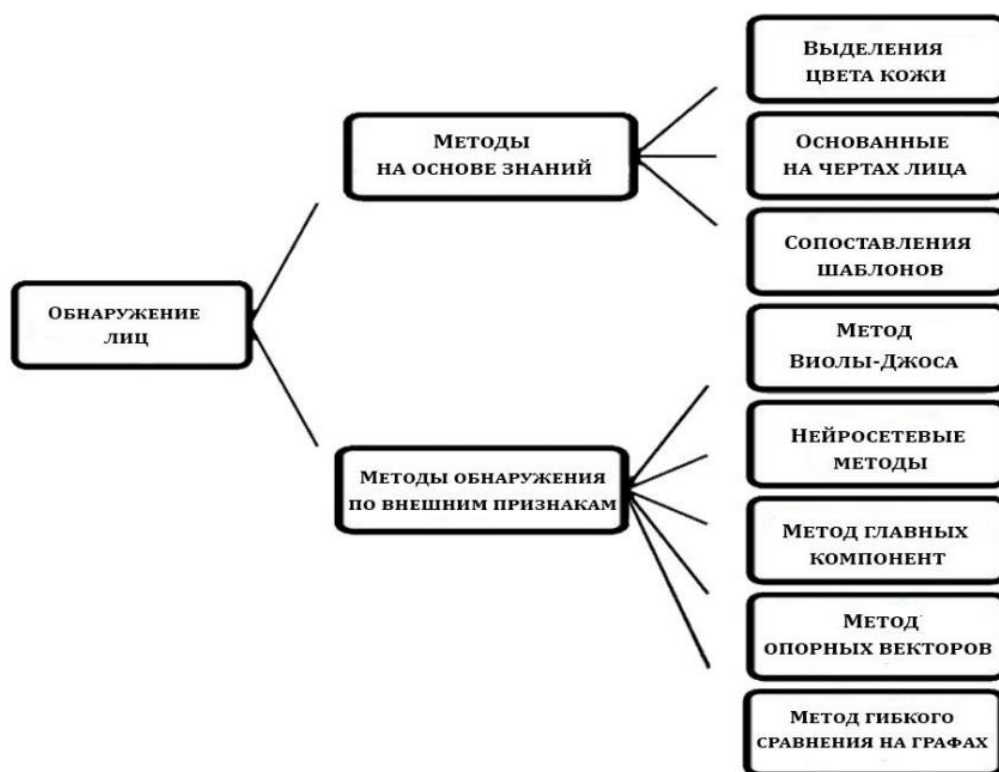 Обнаружение
лиц
Методы
на основе знаний
Методы обнаружения
по внешним признакам
Выделения
цвета кожи
Основанные
на чертах лица
Сопоставления
шаблонов
Метод
Виолы-Джоса
Нейросетевые
методы
Метод главных
компонент
Метод
опорных векторов
Метод гибкого
сравнения на графах